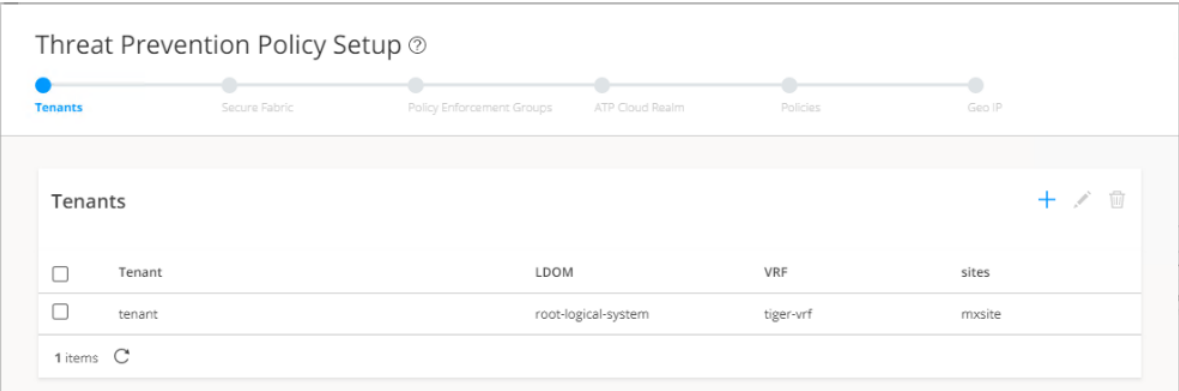 Threat Prevention Policy Setup ?
Tenants Secure Fabric Policy Enforcement Groups ATP Cloud Realm Policies Geo IP
Tenants
Tenant LDOM VRF sites
tenant root-logical-system tiger-vrf mxsite
1 items